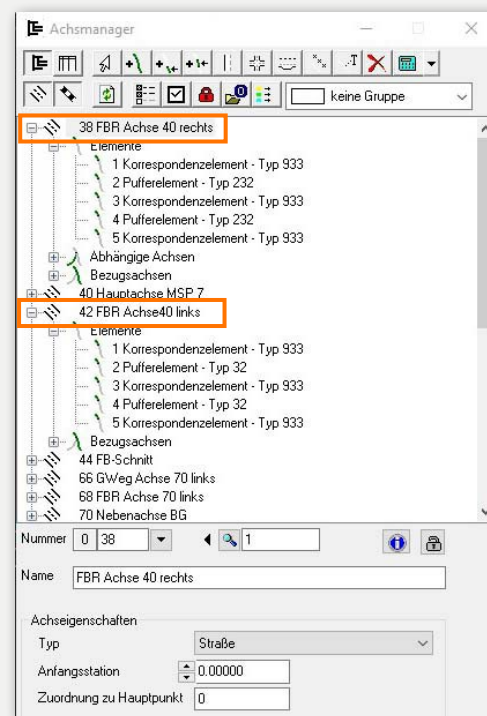 Achsmanager
keine Gruppe
38 FBR Achse 40 rechts
Elemente
1 Korrespondenzelement - Typ 933
2 Pufferelement - Typ 232
3 Korrespondenzelement - Typ 933
4 Pufferelement - Typ 232
5 Korrespondenzelement - Typ 933
Abhängige Achsen
Bezugsachsen
40 Hauptachse MSP 7
42 FBR Achse40 links
Elemente
1 Korrespondenzelement - Typ 933
2 Pufferelement - Typ 32
3 Korrespondenzelement - Typ 933
4 Pufferelement - Typ 32
5 Korrespondenzelement - Typ 933
Bezugsachsen
44 FB-Schnitt
66 GWeg Achse 70 links
68 FBR Achse 70 links
70 Nebenachse BG
Nummer 0 38 1
Name FBR Achse 40 rechts
Achseigenschaften
Typ Straße
Anfangsstation 0.00000
Zuordnung zu Hauptpunkt 0